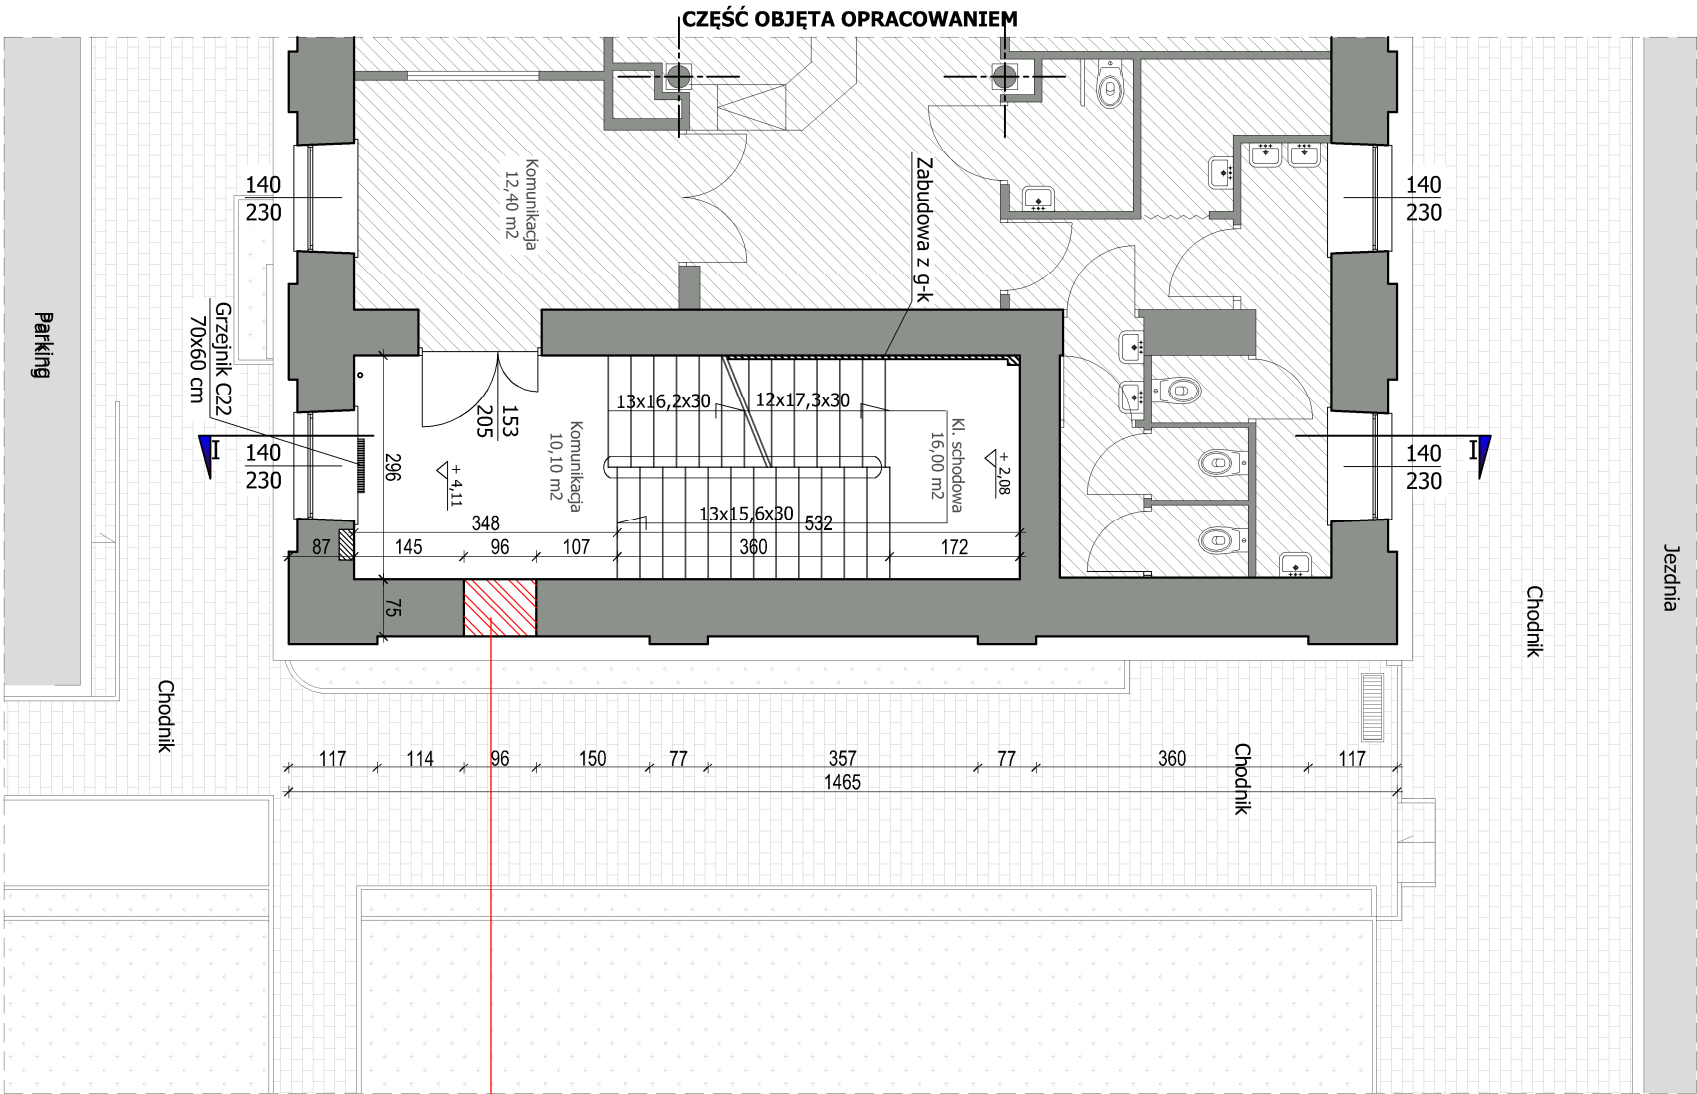 CZĘŚĆ OBJĘTA OPRACOWANIEM
140
230
Komunikacja
12,40 m2
Zabudowa z g-k
140
230
Parking
Grzejnik C22
70x60 cm
153
205
13x16,2x30
12x17,3x30
Komunikacja
10,10 m2
Kl. schodowa
16,00 m2
I
140
230
296
+ 4,11
+ 2,08
I
140
230
13x15,6x30
348
532
87
145
96
107
360
172
75
Jezdnia
Chodnik
Chodnik
Chodnik
117
114
96
150
77
357
77
360
117
1465